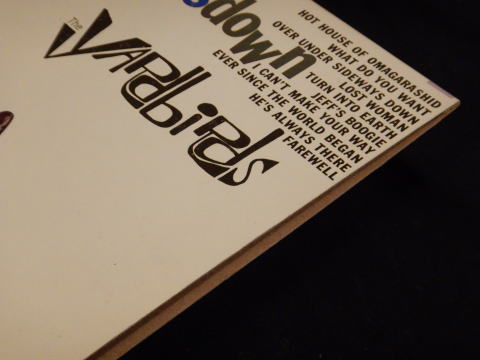 down
The
YARDbiRds
HOT HOUSE OF OMAGARASHID
WHAT DO YOU WANT
OVER UNDER SIDEWAYS DOWN
LOST WOMAN
TURN INTO EARTH
JEFF'S BOOGIE
I CAN'T MAKE YOUR WAY
EVER SINCE THE WORLD BEGAN
HE'S ALWAYS THERE
FAREWELL